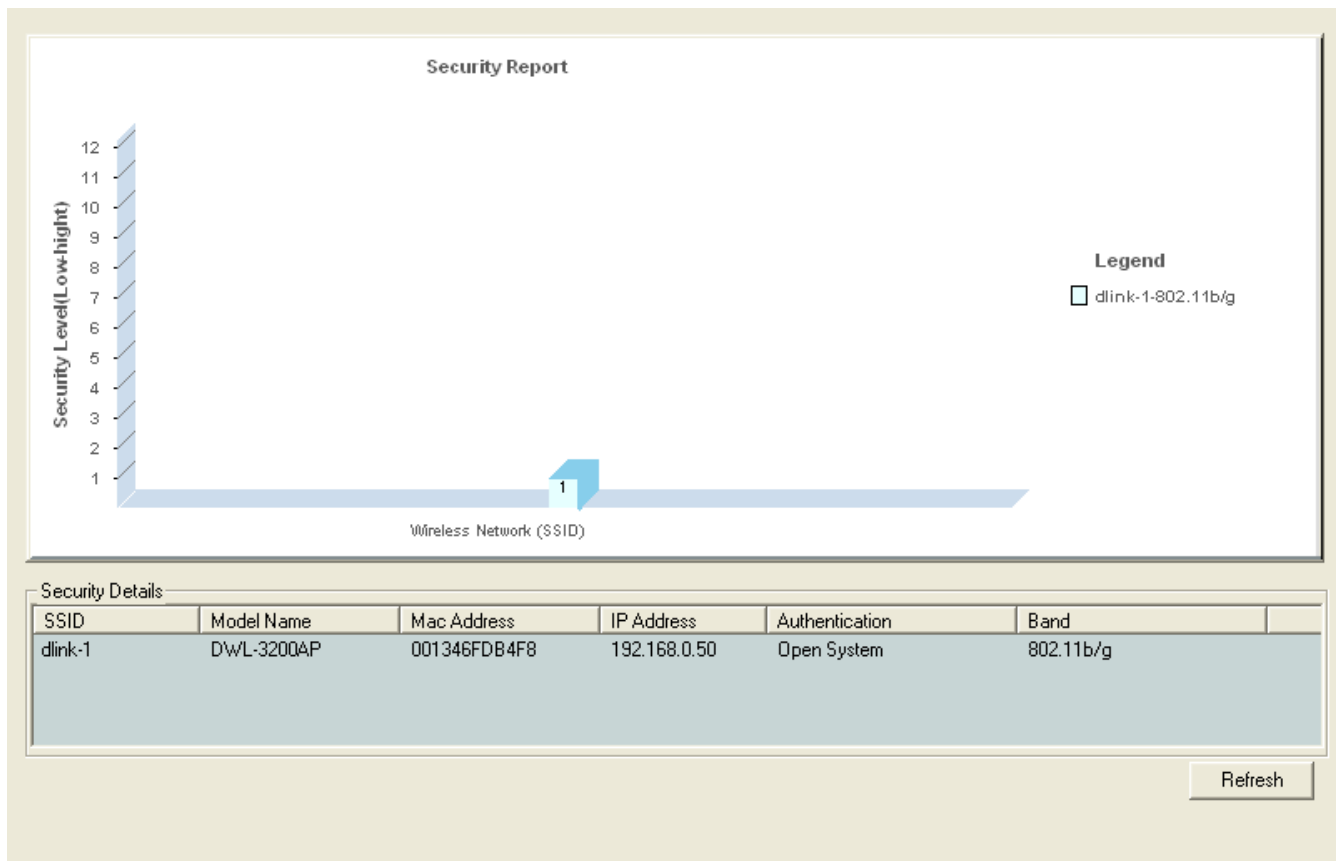 Security Report
Security Level(Low-hight)
12
11
10
9
8
7
6
5
4
3
2
1
1
Wireless Network (SSID)
Legend
dlink-1-802.11b/g
Security Details
SSID Model Name Mac Address IP Address Authentication Band
dlink-1 DWL-3200AP 001346FDB4F8 192.168.0.50 Open System 802.11b/g
Refresh